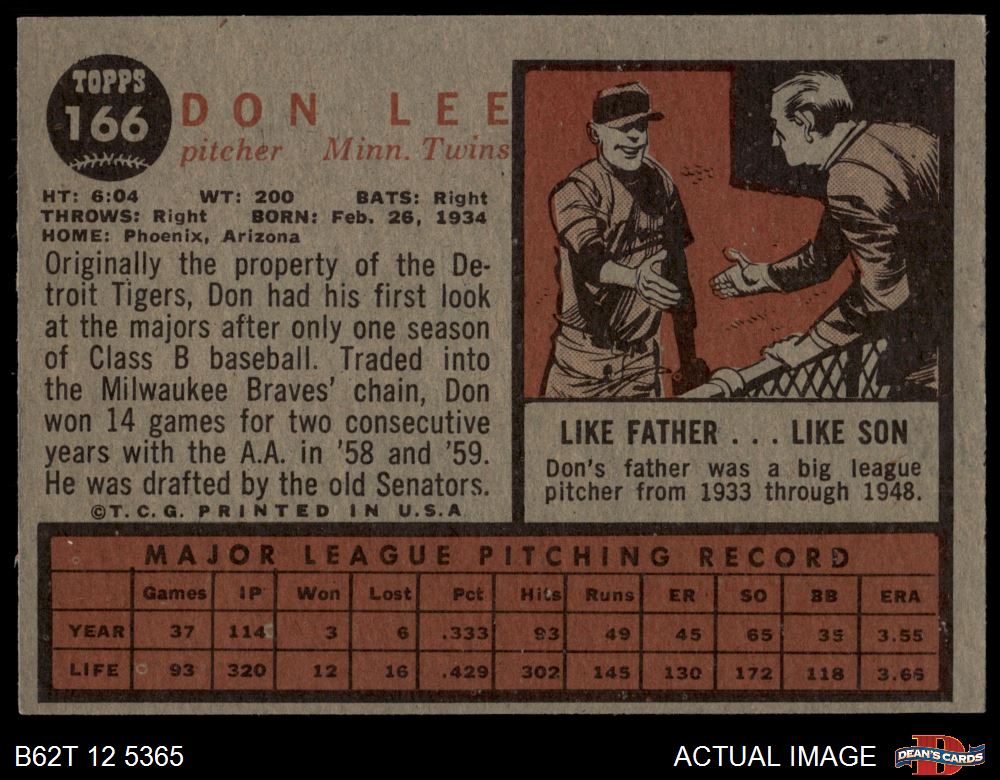 TOPPS
166
DON LEE
pitcher Minn. Twins
HT: 6:04 WT: 200 BATS: Right
THROWS: Right BORN: Feb. 26, 1934
HOME: Phoenix, Arizona
Originally the property of the De-
troit Tigers, Don had his first look
at the majors after only one season
of Class B baseball. Traded into
the Milwaukee Braves' chain, Don
won 14 games for two consecutive
years with the A.A. in '58 and '59.
He was drafted by the old Senators.
©T.C.G. PRINTED IN U.S.A
LIKE FATHER . . . LIKE SON
Don's father was a big league
pitcher from 1933 through 1948.
MAJOR LEAGUE PITCHING RECORD
Games IP Won Lost Pct Hits Runs ER SO BB ERA
YEAR 37 114 3 6 .333 93 49 45 65 35 3.55
LIFE 93 320 12 16 .429 302 145 130 172 118 3.66
B62T 12 5365
ACTUAL IMAGE
D
DEAN'S CARDS